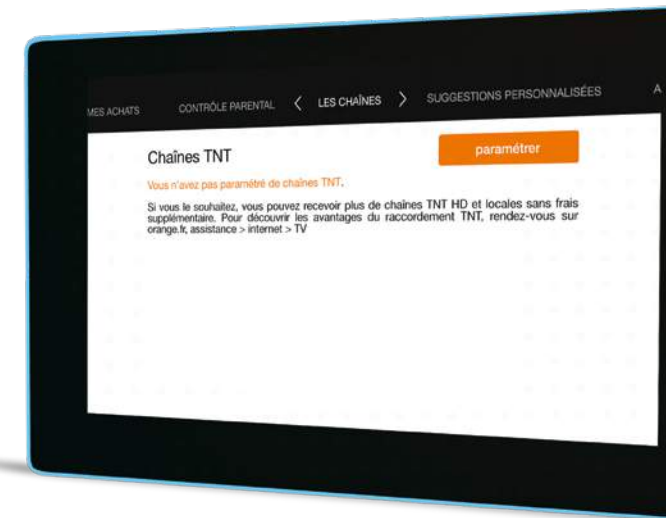 MES ACHATS CONTRÔLE PARENTAL < LES CHAÎNES > SUGGESTIONS PERSONNALISÉES A
Chaînes TNT
paramétrer
Vous n'avez pas paramétré de chaînes TNT.
Si vous le souhaitez, vous pouvez recevoir plus de chaînes TNT HD et locales sans frais
supplémentaire. Pour découvrir les avantages du raccordement TNT, rendez-vous sur
orange.fr, assistance > internet > TV